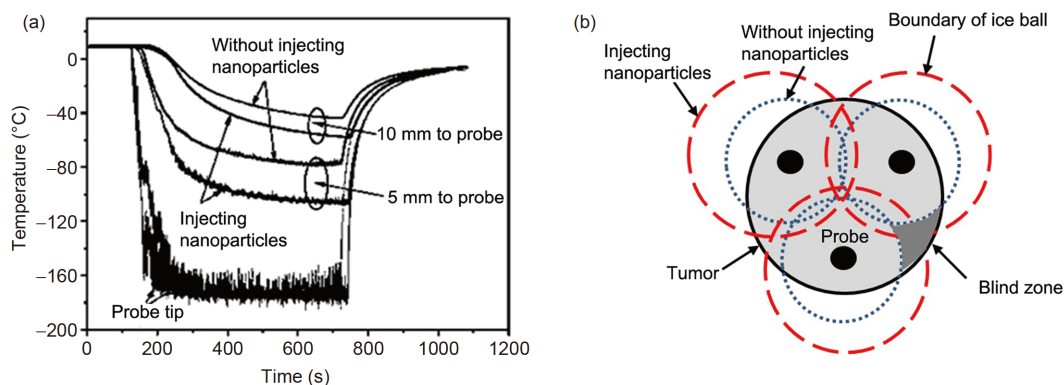 (a)
Temperature (°C)
0
−40
−80
−120
−160
−200
Without injecting
nanoparticles
10 mm to probe
5 mm to probe
Injecting
nanoparticles
Probe tip
0
200
400
600
800
1000
1200
Time (s)
(b)
Boundary of ice ball
Without injecting
nanoparticles
Injecting
nanoparticles
Probe
Tumor
Blind zone